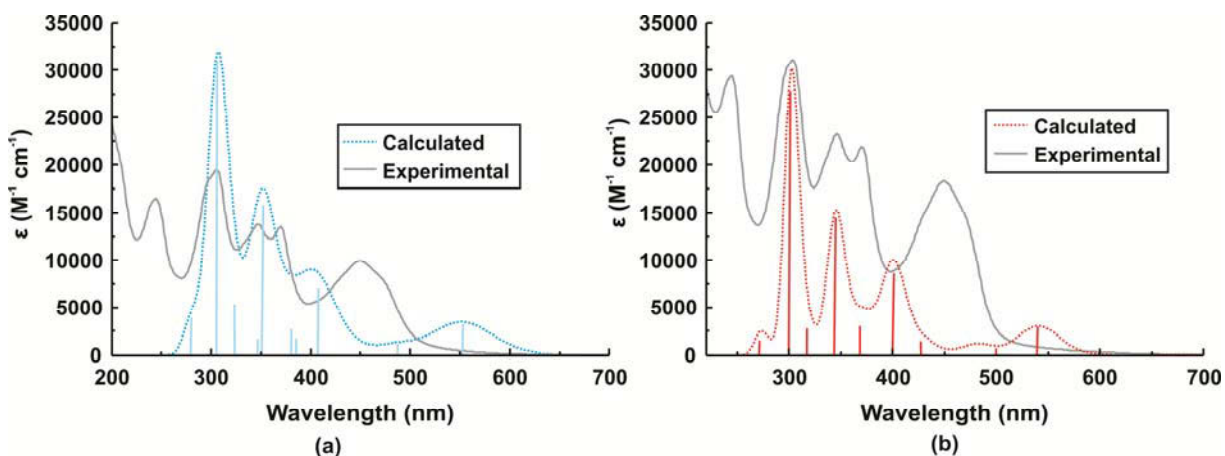 35000
30000
25000
20000
15000
10000
5000
0
ε (M⁻¹ cm⁻¹)
Calculated
Experimental
200 300 400 500 600 700
Wavelength (nm)
(a)
35000
30000
25000
20000
15000
10000
5000
0
ε (M⁻¹ cm⁻¹)
Calculated
Experimental
300 400 500 600 700
Wavelength (nm)
(b)